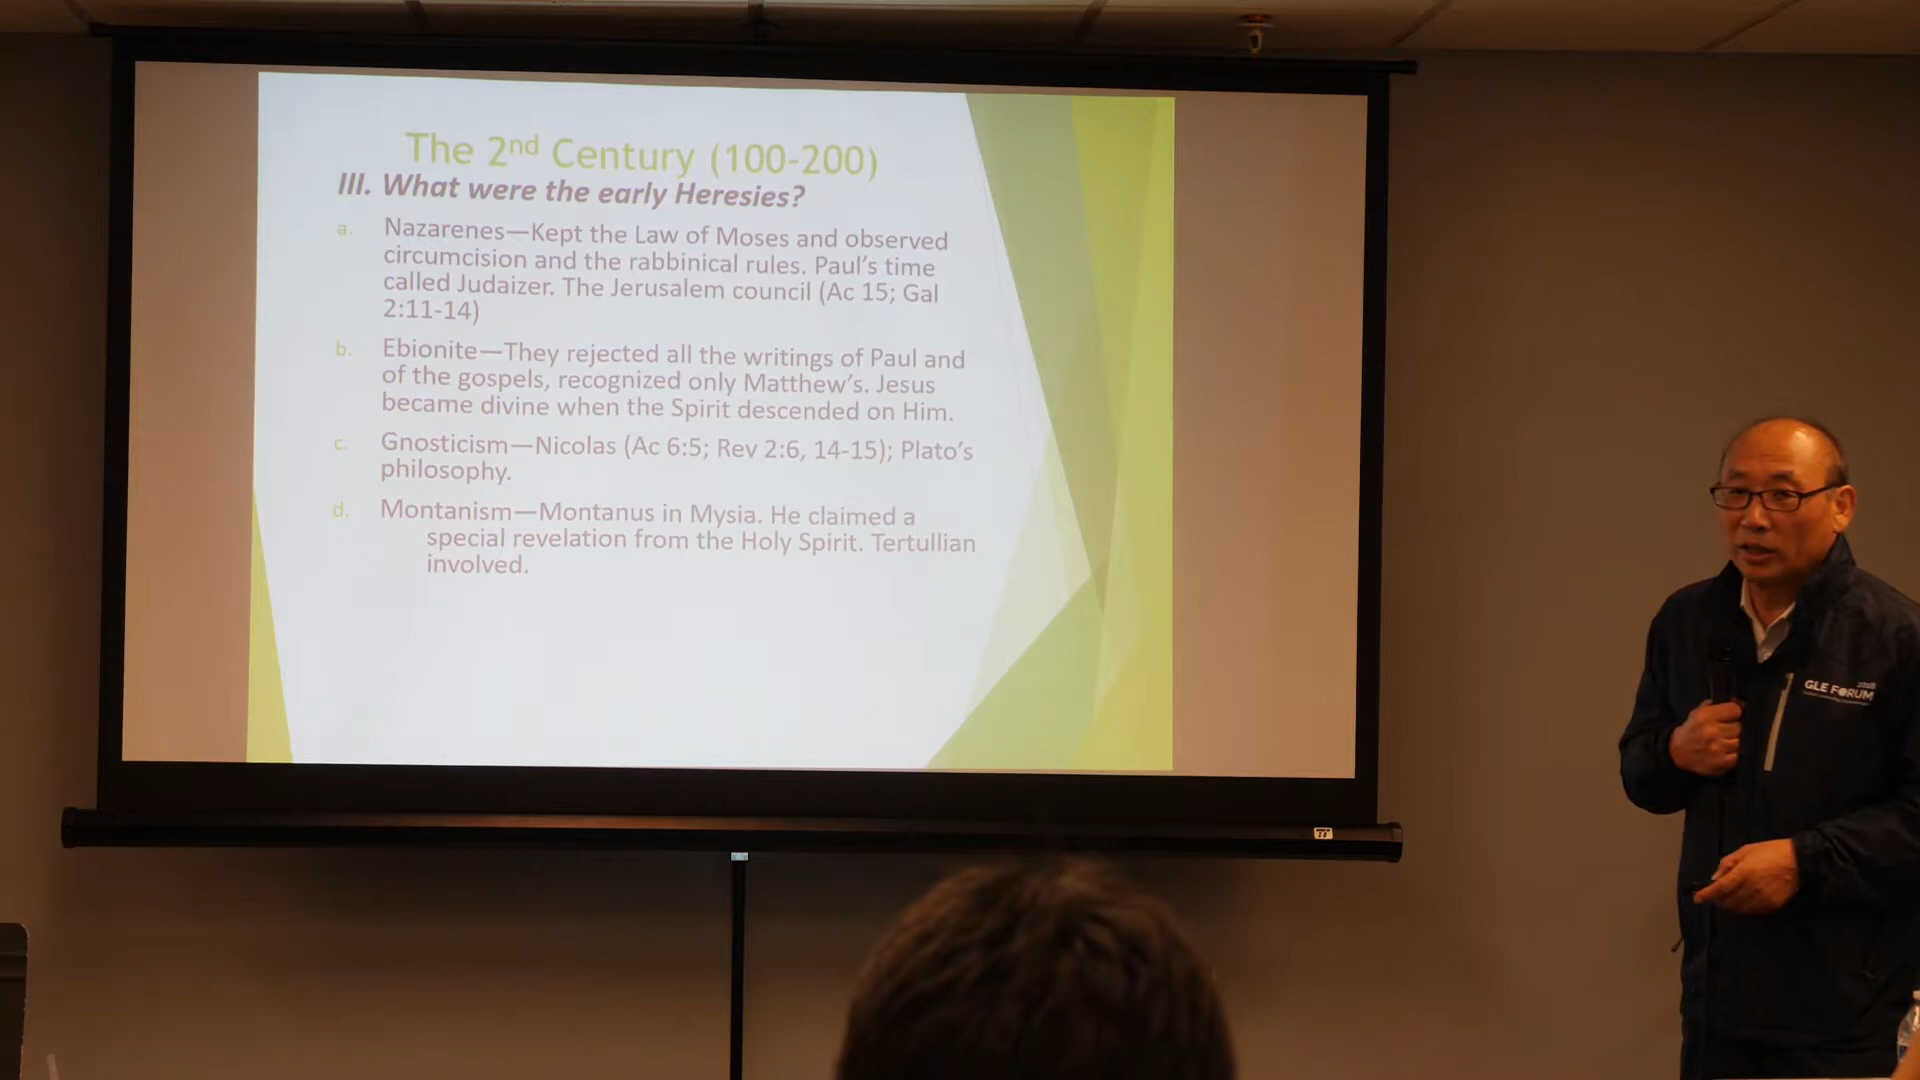 The 2nd Century (100-200)
III. What were the early Heresies?
a. Nazarenes—Kept the Law of Moses and observed
circumcision and the rabbinical rules. Paul's time
called Judaizer. The Jerusalem council (Ac 15; Gal
2:11-14)
b. Ebionite—They rejected all the writings of Paul and
of the gospels, recognized only Matthew's. Jesus
became divine when the Spirit descended on Him.
c. Gnosticism—Nicolas (Ac 6:5; Rev 2:6, 14-15); Plato's
philosophy.
d. Montanism—Montanus in Mysia. He claimed a
special revelation from the Holy Spirit. Tertullian
involved.
GLE FORUM